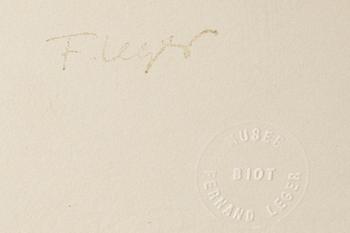 F. Leger
MUSEE
BIOT
FERNAND LEGER